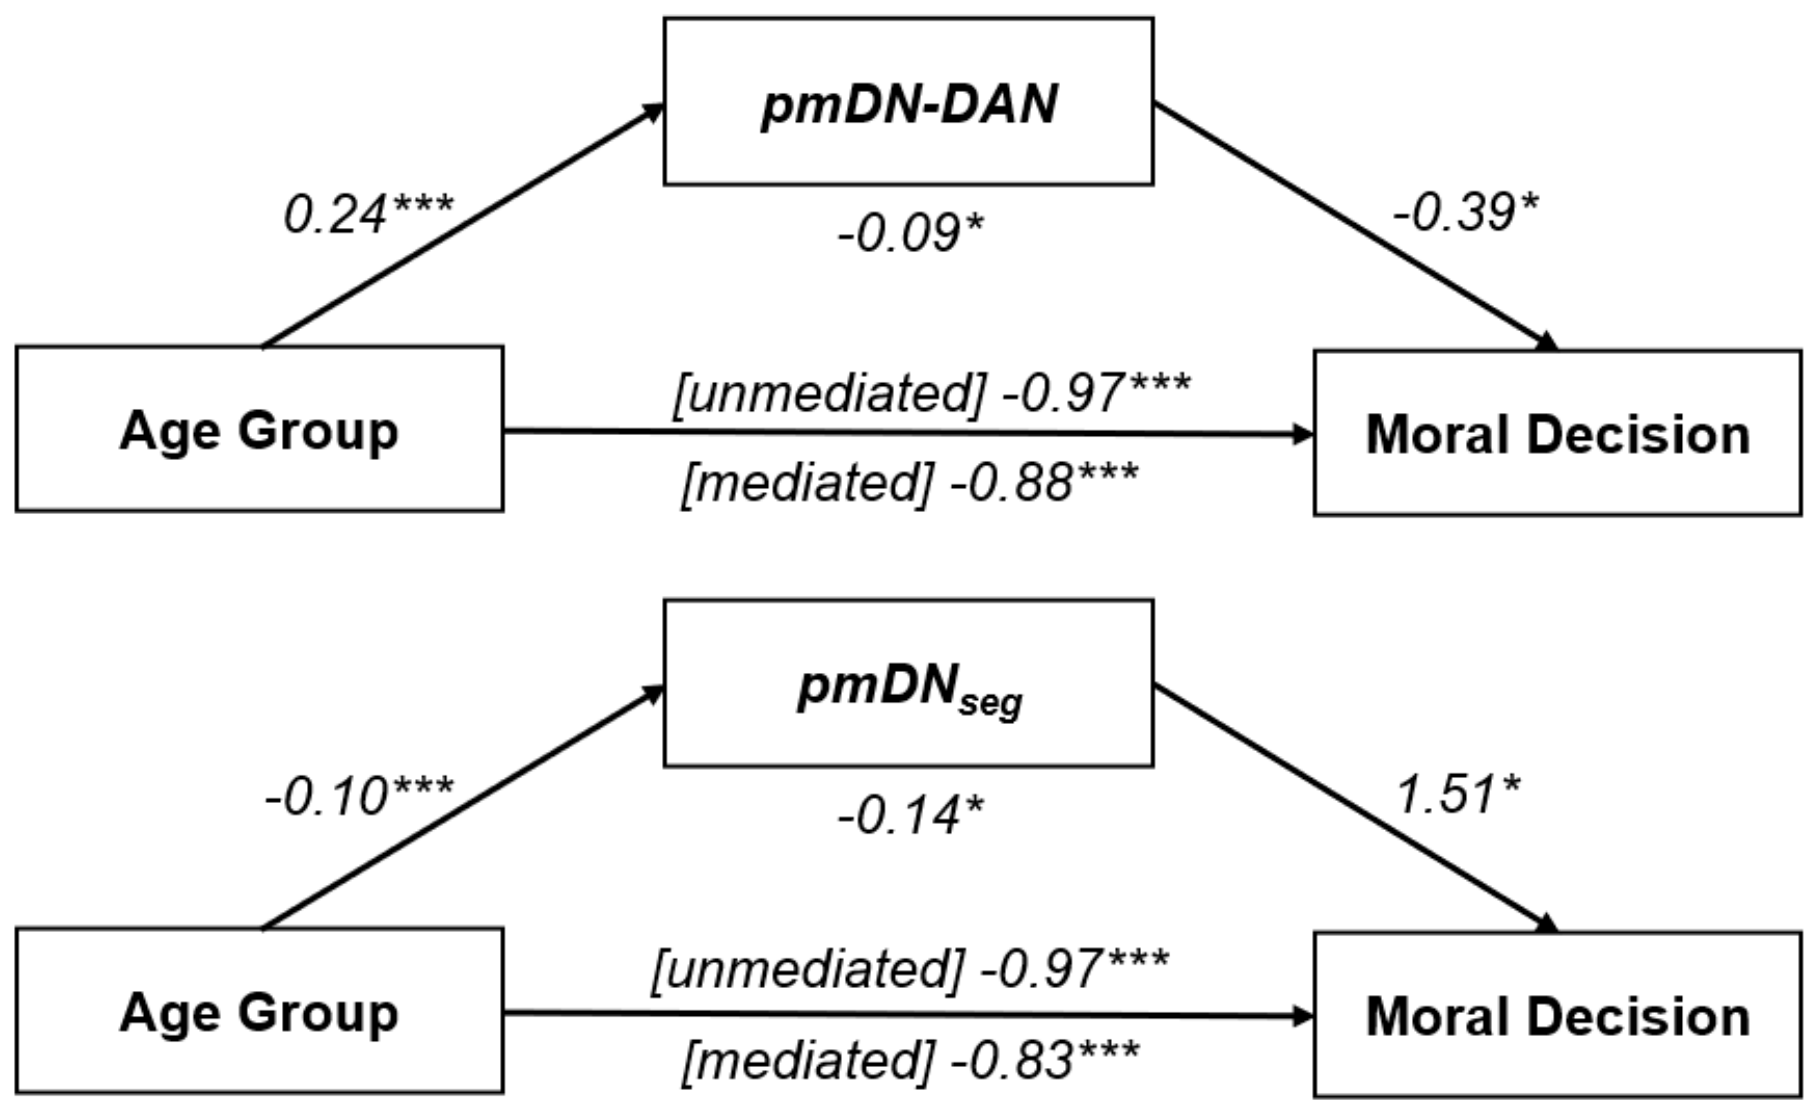 pmDN-DAN
0.24***
-0.39*
-0.09*
[unmediated] -0.97***
Age Group
Moral Decision
[mediated] -0.88***
pmDNseg
-0.10***
1.51*
-0.14*
[unmediated] -0.97***
Age Group
Moral Decision
[mediated] -0.83***